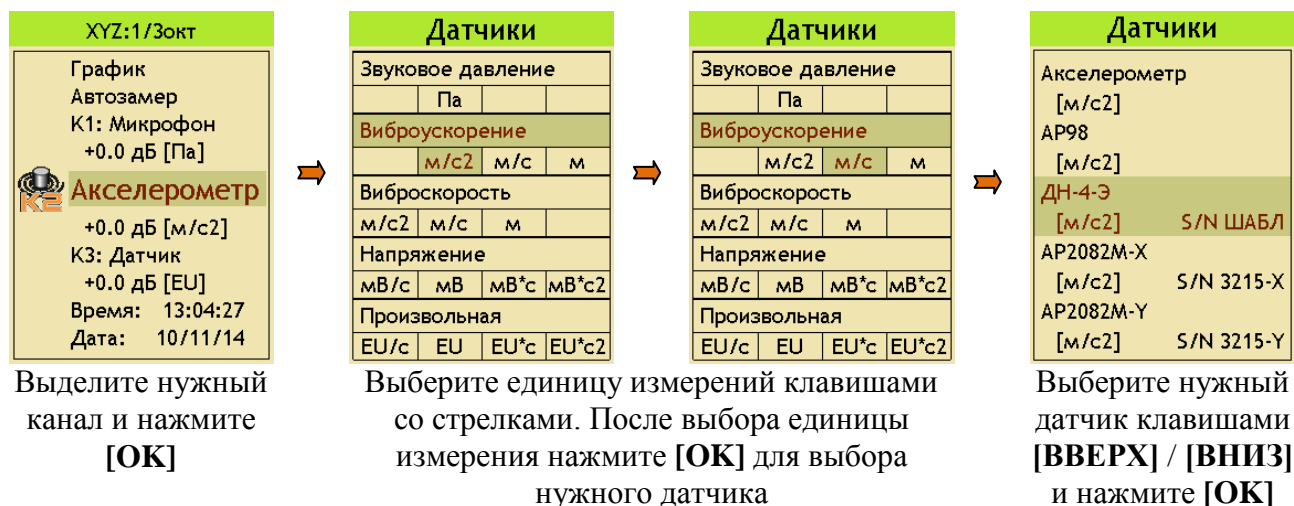 XYZ:1/3окт
График
Автозамер
К1: Микрофон
+0.0 дБ [Па]
К2 Акселерометр
+0.0 дБ [м/с2]
К3: Датчик
+0.0 дБ [EU]
Время: 13:04:27
Дата: 10/11/14
Выделите нужный
канал и нажмите
[OK]
Датчики
Звуковое давление
Па
Виброускорение
м/с2 м/с м
Виброскорость
м/с2 м/с м
Напряжение
мВ/с мВ мВ*с мВ*с2
Произвольная
EU/с EU EU*с EU*с2
Датчики
Звуковое давление
Па
Виброускорение
м/с2 м/с м
Виброскорость
м/с2 м/с м
Напряжение
мВ/с мВ мВ*с мВ*с2
Произвольная
EU/с EU EU*с EU*с2
Выберите единицу измерений клавишами
со стрелками. После выбора единицы
измерения нажмите [OK] для выбора
нужного датчика
Датчики
Акселерометр
[м/с2]
АР98
[м/с2]
ДН-4-Э
[м/с2] S/N ШАБЛ
АР2082М-X
[м/с2] S/N 3215-X
АР2082М-Y
[м/с2] S/N 3215-Y
Выберите нужный
датчик клавишами
[ВВЕРХ] / [ВНИЗ]
и нажмите [OK]